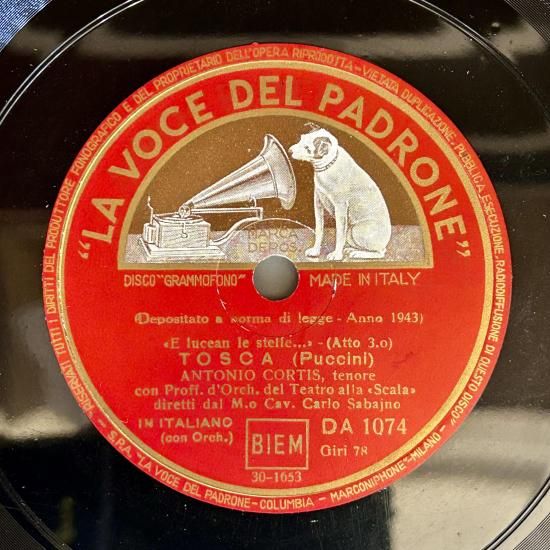 RISERVATI TUTTI I DIRITTI DEL PRODUTTORE FONOGRAFICO E DEL PROPRIETARIO DELL'OPERA RIPRODOTTA - VIETATA DUPLICAZIONE, PUBBLICA ESECUZIONE, RADIODIFFUSIONE DI QUESTO DISCO
"LA VOCE DEL PADRONE"
MARCA
DEPOS.
DISCO "GRAMMOFONO" MADE IN ITALY
(Depositato a norma di legge - Anno 1943)
«E lucean le stelle...» - (Atto 3.o)
TOSCA (Puccini)
ANTONIO CORTIS, tenore
con Proff. d'Orch. del Teatro alla «Scala»
diretti dal M.o Cav. Carlo Sabajno
IN ITALIANO
(con Orch.)
BIEM
DA 1074
Giri 78
30-1653
S.P.A. "LA VOCE DEL PADRONE - COLUMBIA - MARCONIPHONE" - MILANO -